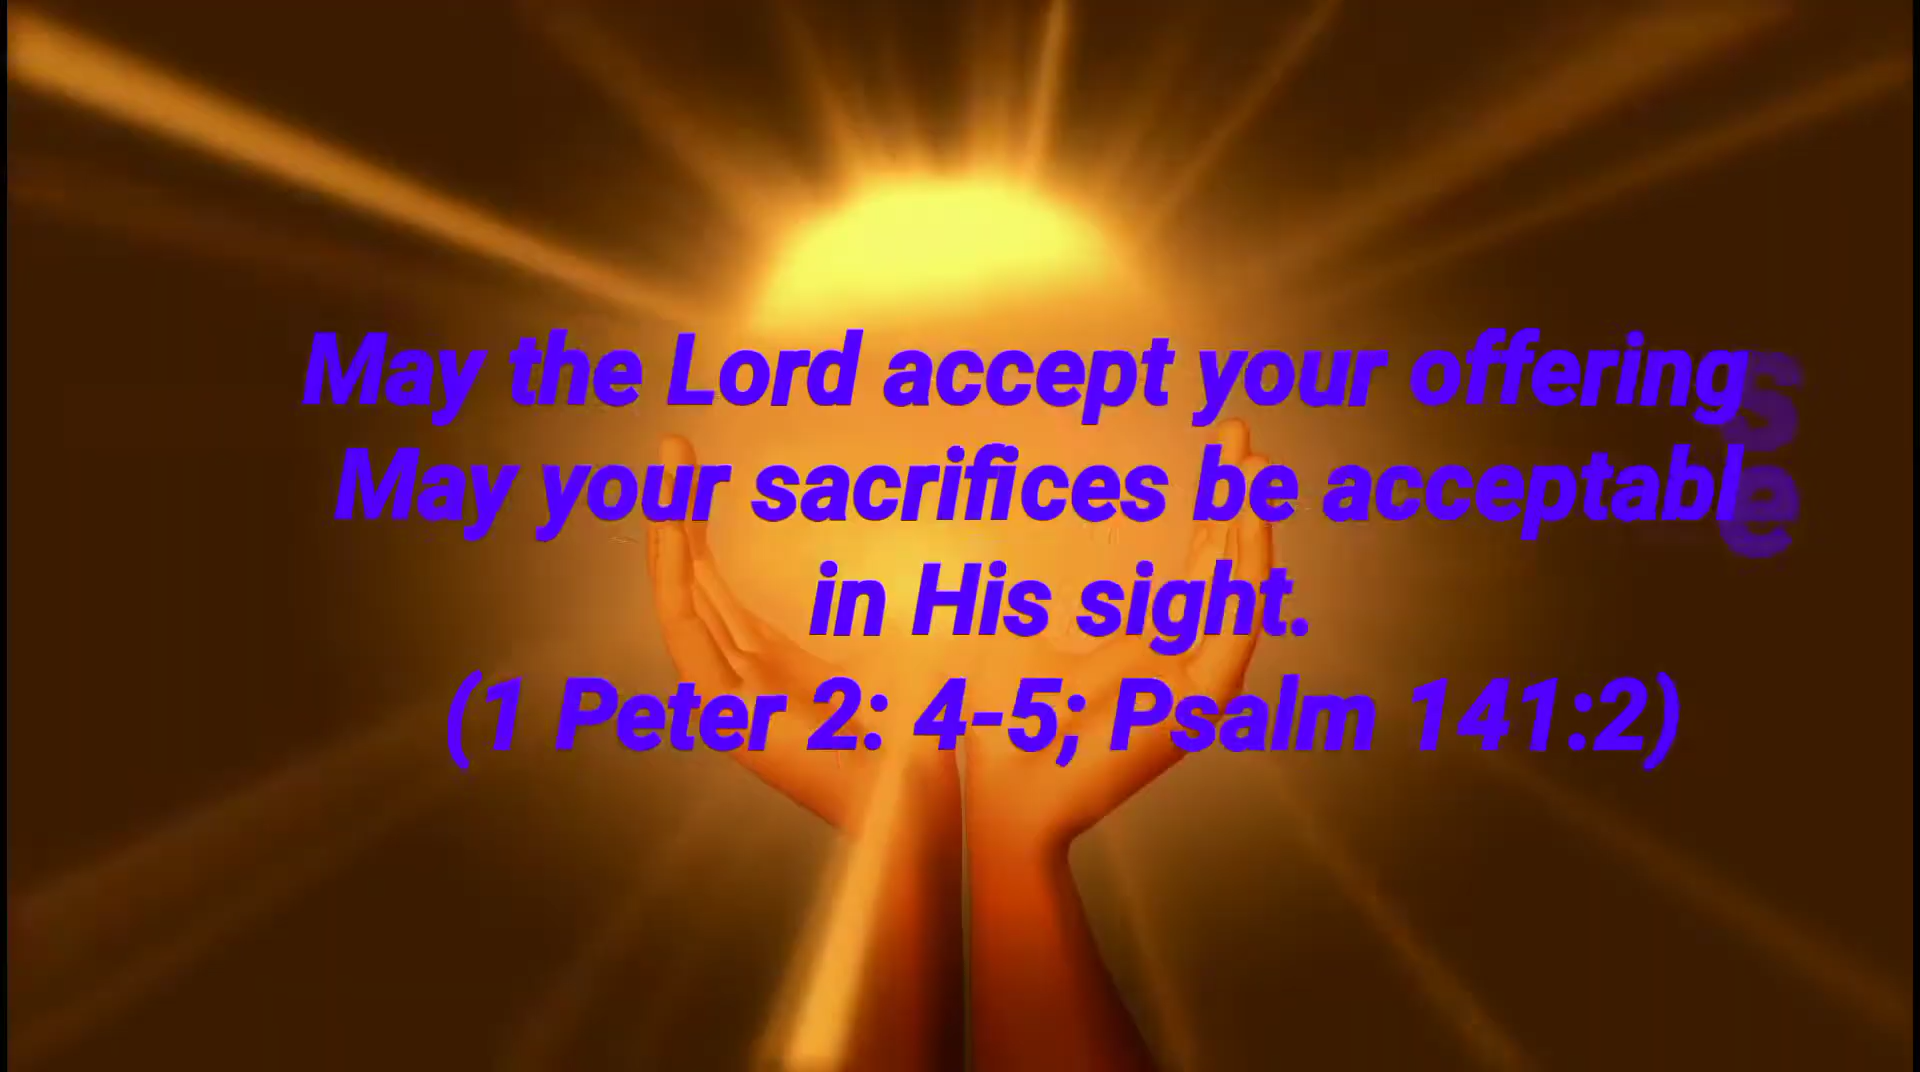 May the Lord accept your offerings
May your sacrifices be acceptable
in His sight.
(1 Peter 2: 4-5; Psalm 141:2)